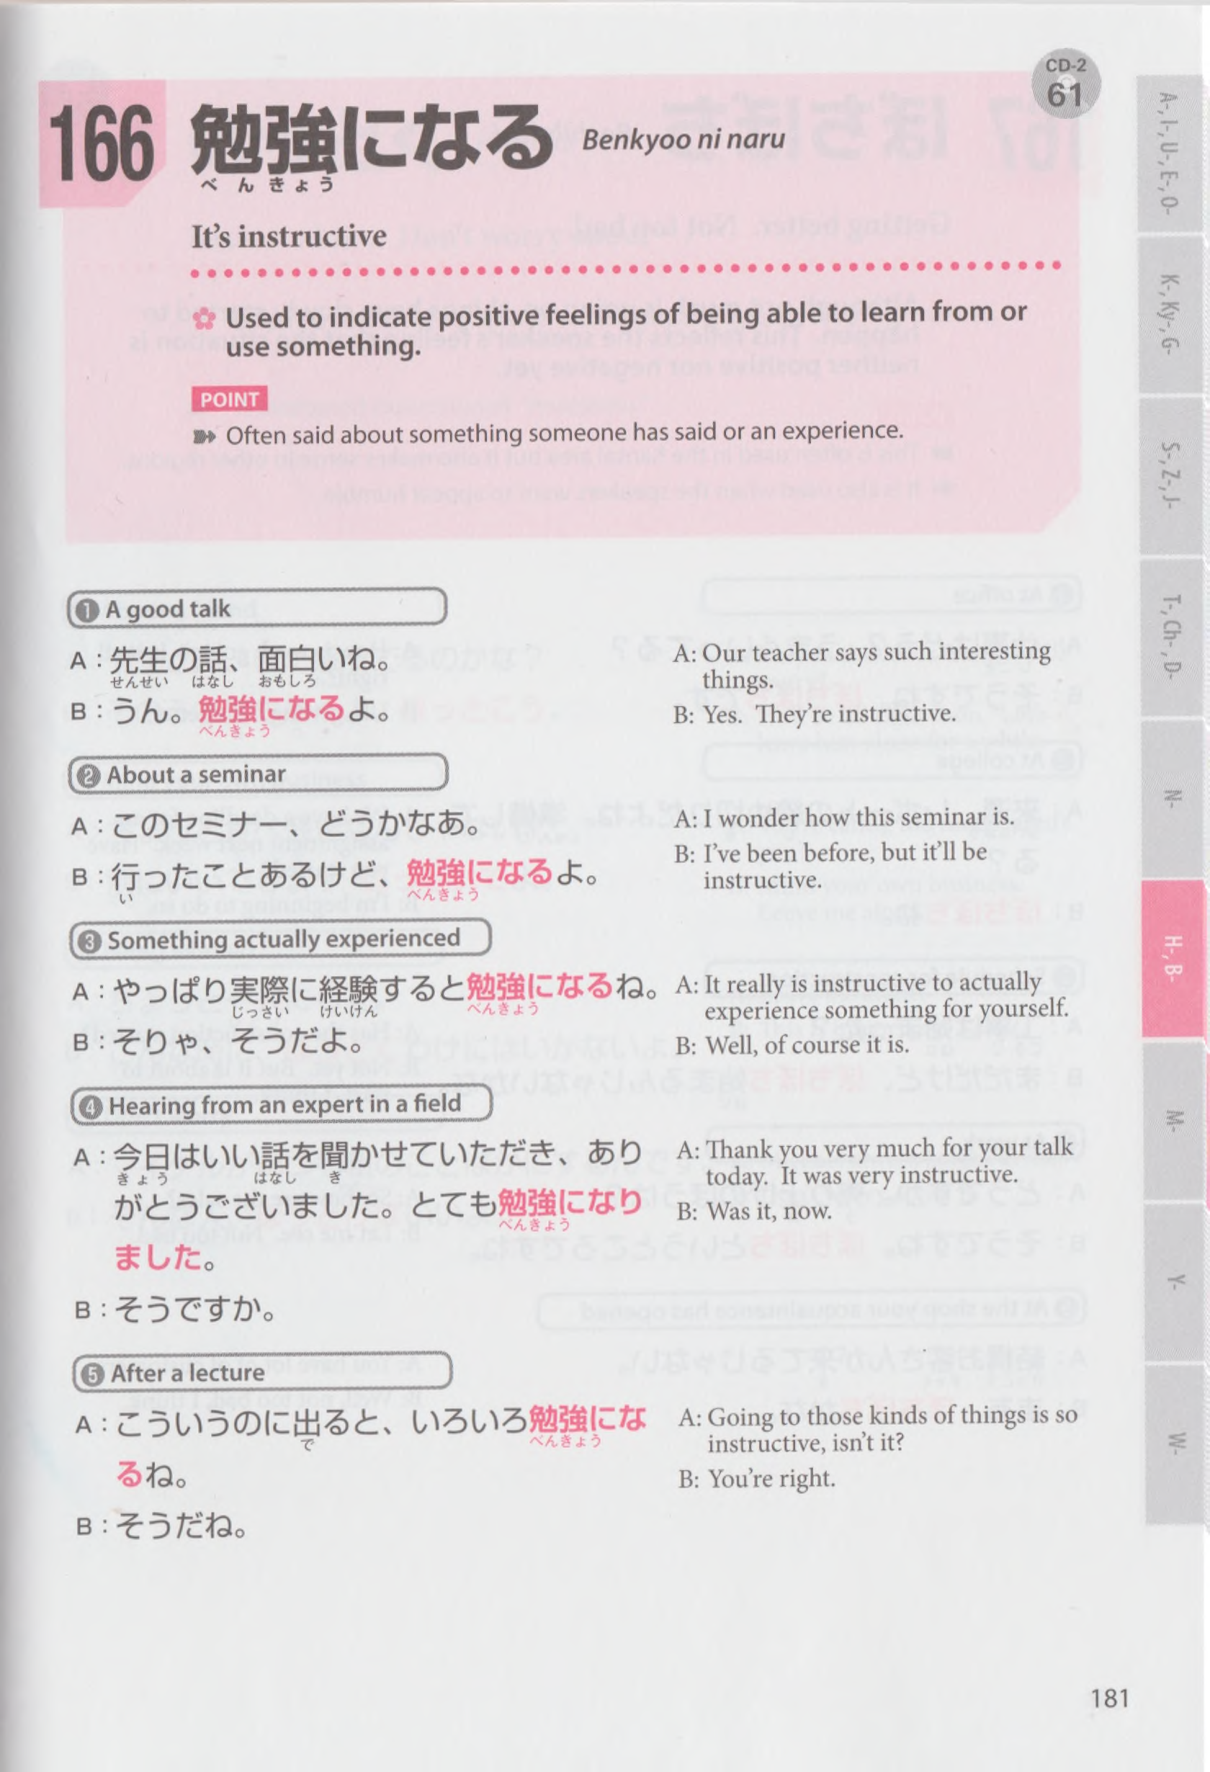 CD-2
61
166 勉強になる Benkyoo ni naru
べんきょう
It's instructive
Used to indicate positive feelings of being able to learn from or
use something.
POINT
Often said about something someone has said or an experience.
❶ A good talk
A：先生の話、面白いね。
せんせい はなし おもしろ
B：うん。勉強になるよ。
べんきょう
A: Our teacher says such interesting
things.
B: Yes. They're instructive.
❷ About a seminar
A：このセミナー、どうかなあ。
B：行ったことあるけど、勉強になるよ。
い べんきょう
A: I wonder how this seminar is.
B: I've been before, but it'll be
instructive.
❸ Something actually experienced
A：やっぱり実際に経験すると勉強になるね。
じっさい けいけん べんきょう
B：そりゃ、そうだよ。
A: It really is instructive to actually
experience something for yourself.
B: Well, of course it is.
❹ Hearing from an expert in a field
A：今日はいい話を聞かせていただき、あり
きょう はなし き
がとうございました。とても勉強になり
べんきょう
ました。
B：そうですか。
A: Thank you very much for your talk
today. It was very instructive.
B: Was it, now.
❺ After a lecture
A：こういうのに出ると、いろいろ勉強にな
で べんきょう
るね。
B：そうだね。
A: Going to those kinds of things is so
instructive, isn't it?
B: You're right.
A-, I-, U-, E-, O-
K-, Ky-, G-
S-, Z-, J-
T-, Ch-, D-
N-
H-, B-
M-
Y-
W-
181